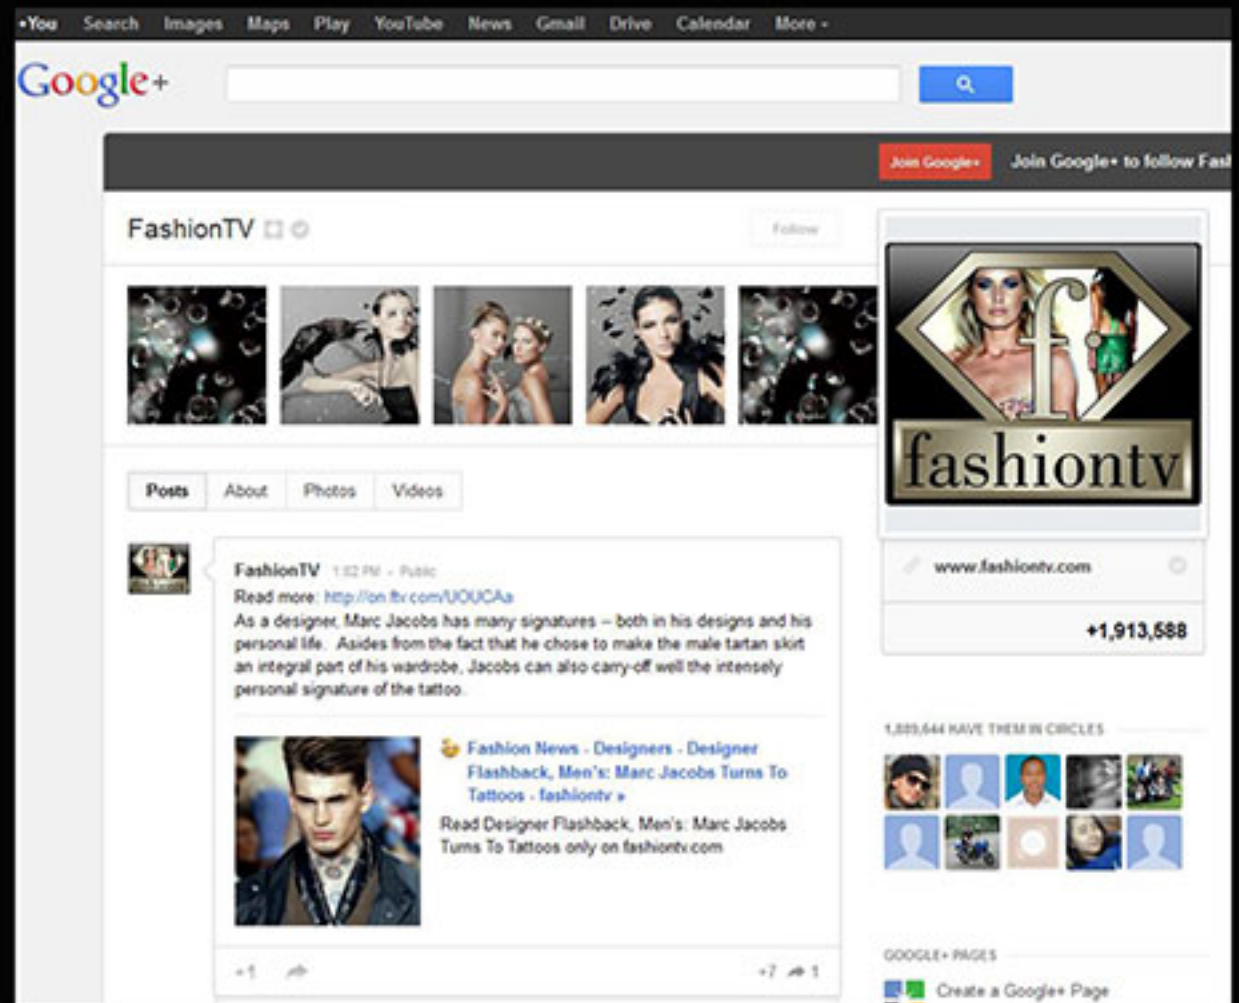 +You Search Images Maps Play YouTube News Gmail Drive Calendar More
Google+
Join Google+ Join Google+ to follow Fash
FashionTV
Follow
f
fashiontv
Posts About Photos Videos
FashionTV 1:02 PM - Public
Read more: http://on.ftv.com/UOUCAa
As a designer, Marc Jacobs has many signatures – both in his designs and his
personal life. Asides from the fact that he chose to make the male tartan skirt
an integral part of his wardrobe, Jacobs can also carry-off well the intensely
personal signature of the tattoo.
Fashion News - Designers - Designer
Flashback, Men's: Marc Jacobs Turns To
Tattoos - fashiontv »
Read Designer Flashback, Men's: Marc Jacobs
Turns To Tattoos only on fashiontv.com
+1
+7 1
www.fashiontv.com
+1,913,588
1,889,644 HAVE THEM IN CIRCLES
GOOGLE+ PAGES
Create a Google+ Page